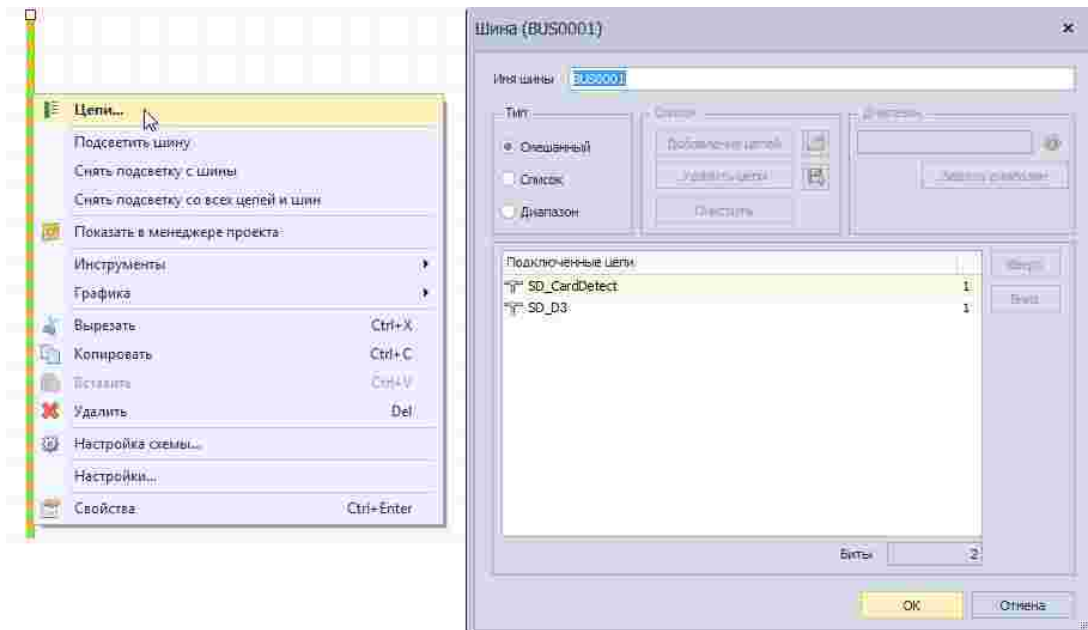 Цепи...
Подсветить шину
Снять подсветку с шины
Снять подсветку со всех цепей и шин
Показать в менеджере проекта
Инструменты
Графика
Вырезать Ctrl+X
Копировать Ctrl+C
Вставить Ctrl+V
Удалить Del
Настройка схемы...
Настройки...
Свойства Ctrl+Enter
Шина (BUS0001)
Имя шины BUS0001
Тип Список Диапазон
Смешанный Добавление цепей
Список Удалить цепи
Диапазон Очистить
Подключенные цепи Вверх
SD_CardDetect 1
SD_D3 1 Вниз
Биты 2
OK Отмена